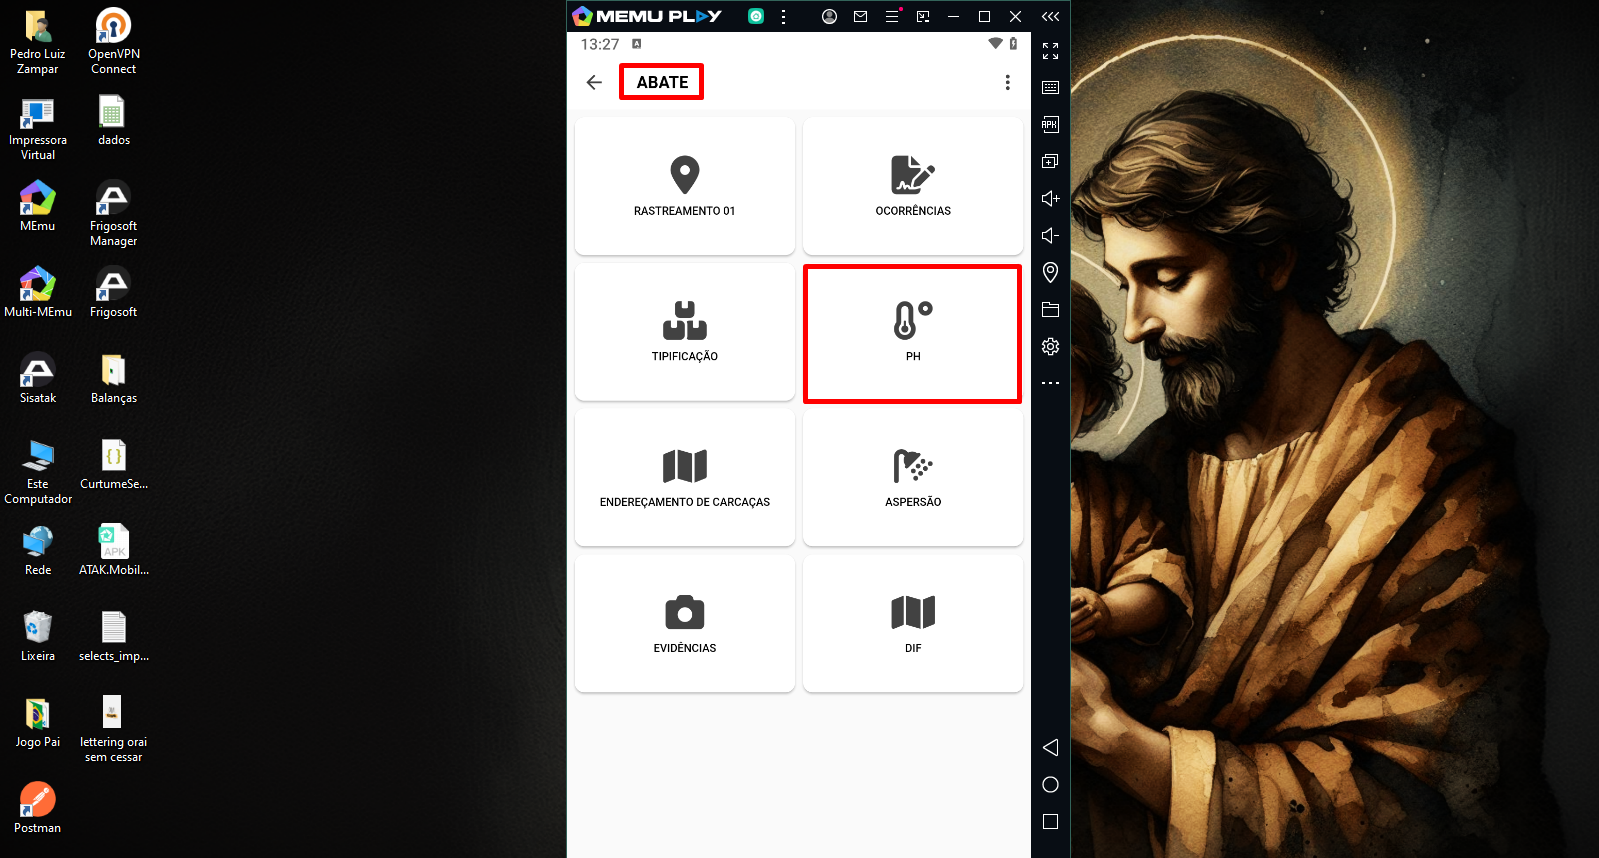 Pedro Luiz
Zampar
OpenVPN
Connect
Impressora
Virtual
dados
MEmu
Frigosoft
Manager
Multi-MEmu
Frigosoft
Sisatak
Balanças
Este
Computador
CurtumeSe...
Rede
APK
ATAK.Mobil...
Lixeira
selects_imp...
Jogo Pai
lettering orai
sem cessar
Postman
MEMU PLAY
13:27
A
ABATE
RASTREAMENTO 01
OCORRÊNCIAS
TIPIFICAÇÃO
PH
ENDEREÇAMENTO DE CARCAÇAS
ASPERSÃO
EVIDÊNCIAS
DIF
APK